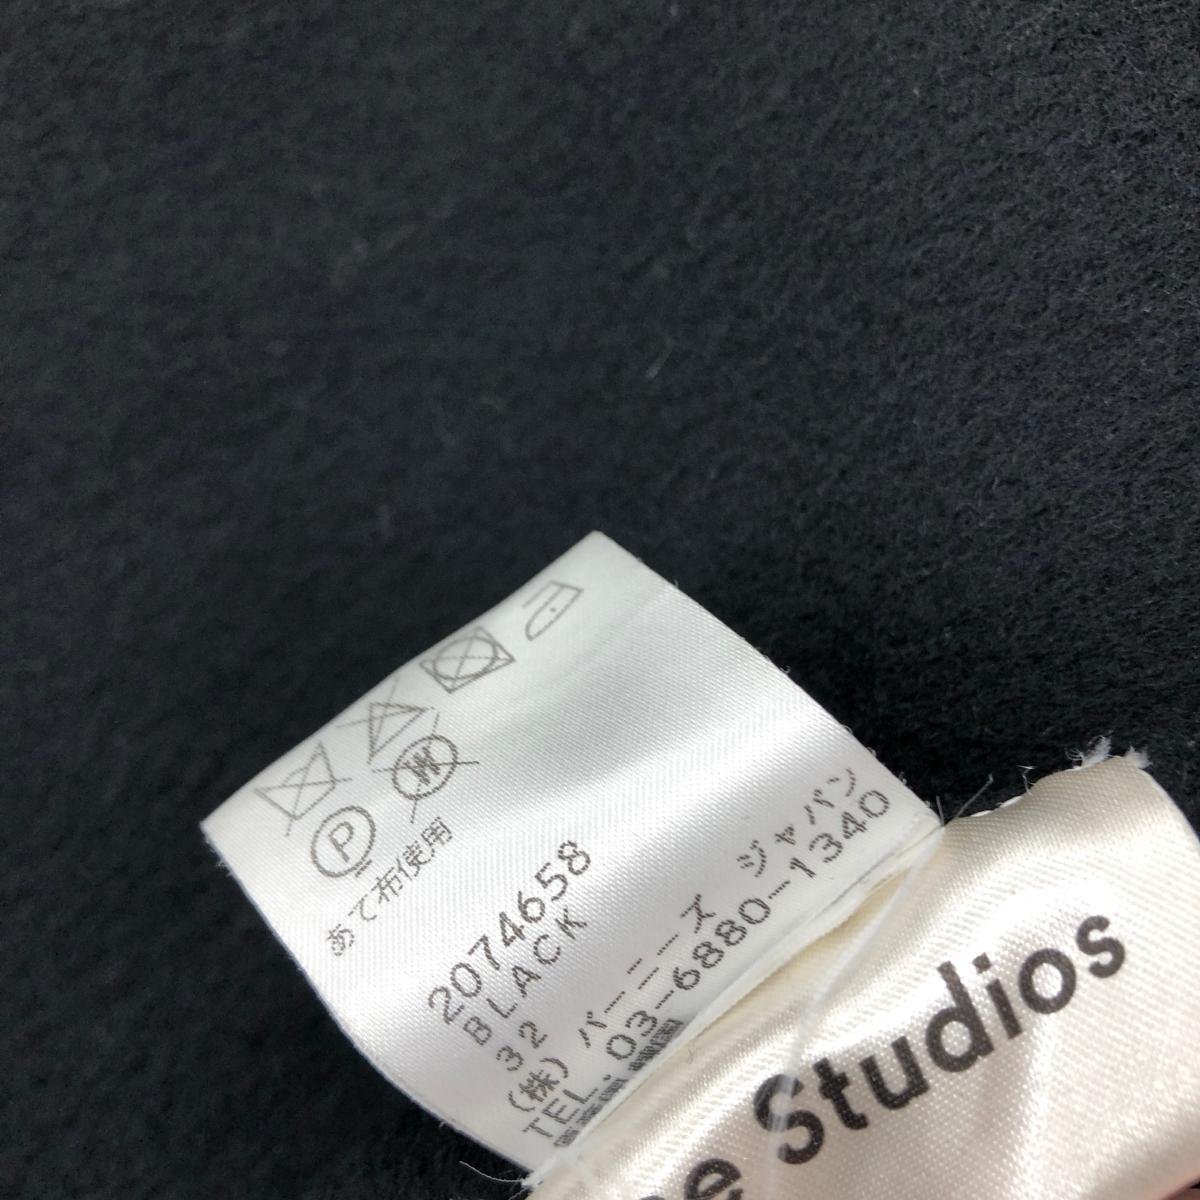 P
W
あて布使用
2074658
BLACK
32
(株) バーニーズ ジャパン
TEL. 03-6880-1340
ne Studios